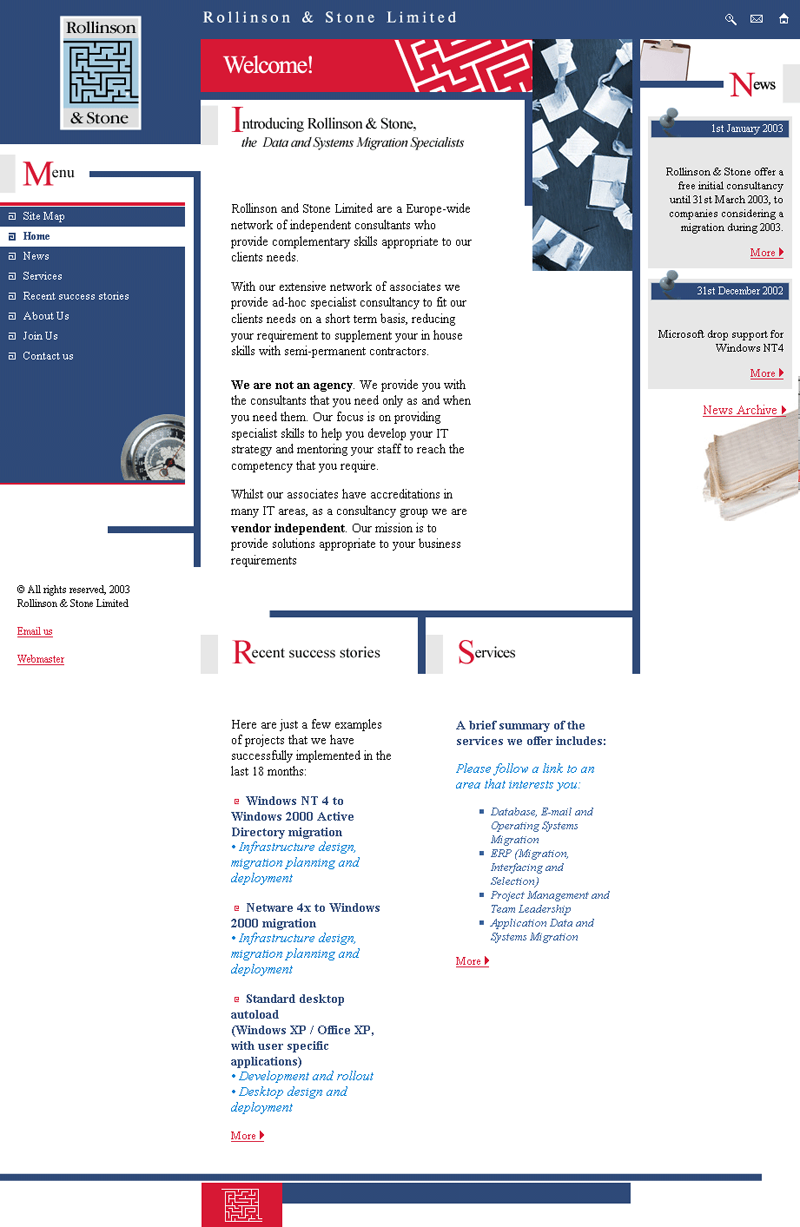 Rollinson
& Stone
Rollinson & Stone Limited
Welcome!
Menu
Site Map
Home
News
Services
Recent success stories
About Us
Join Us
Contact us
© All rights reserved, 2003
Rollinson & Stone Limited
Email us
Webmaster
Introducing Rollinson & Stone,
the Data and Systems Migration Specialists
Rollinson and Stone Limited are a Europe-wide
network of independent consultants who
provide complementary skills appropriate to our
clients needs.
With our extensive network of associates we
provide ad-hoc specialist consultancy to fit our
clients needs on a short term basis, reducing
your requirement to supplement your in house
skills with semi-permanent contractors.
We are not an agency. We provide you with
the consultants that you need only as and when
you need them. Our focus is on providing
specialist skills to help you develop your IT
strategy and mentoring your staff to reach the
competency that you require.
Whilst our associates have accreditations in
many IT areas, as a consultancy group we are
vendor independent. Our mission is to
provide solutions appropriate to your business
requirements
News
1st January 2003
Rollinson & Stone offer a
free initial consultancy
until 31st March 2003, to
companies considering a
migration during 2003.
More
31st December 2002
Microsoft drop support for
Windows NT4
More
News Archive
Recent success stories
Here are just a few examples
of projects that we have
successfully implemented in the
last 18 months:
Windows NT 4 to
Windows 2000 Active
Directory migration
• Infrastructure design,
migration planning and
deployment
Netware 4x to Windows
2000 migration
• Infrastructure design,
migration planning and
deployment
Standard desktop
autoload
(Windows XP / Office XP,
with user specific
applications)
• Development and rollout
• Desktop design and
deployment
More
Services
A brief summary of the
services we offer includes:
Please follow a link to an
area that interests you:
Database, E-mail and
Operating Systems
Migration
ERP (Migration,
Interfacing and
Selection)
Project Management and
Team Leadership
Application Data and
Systems Migration
More